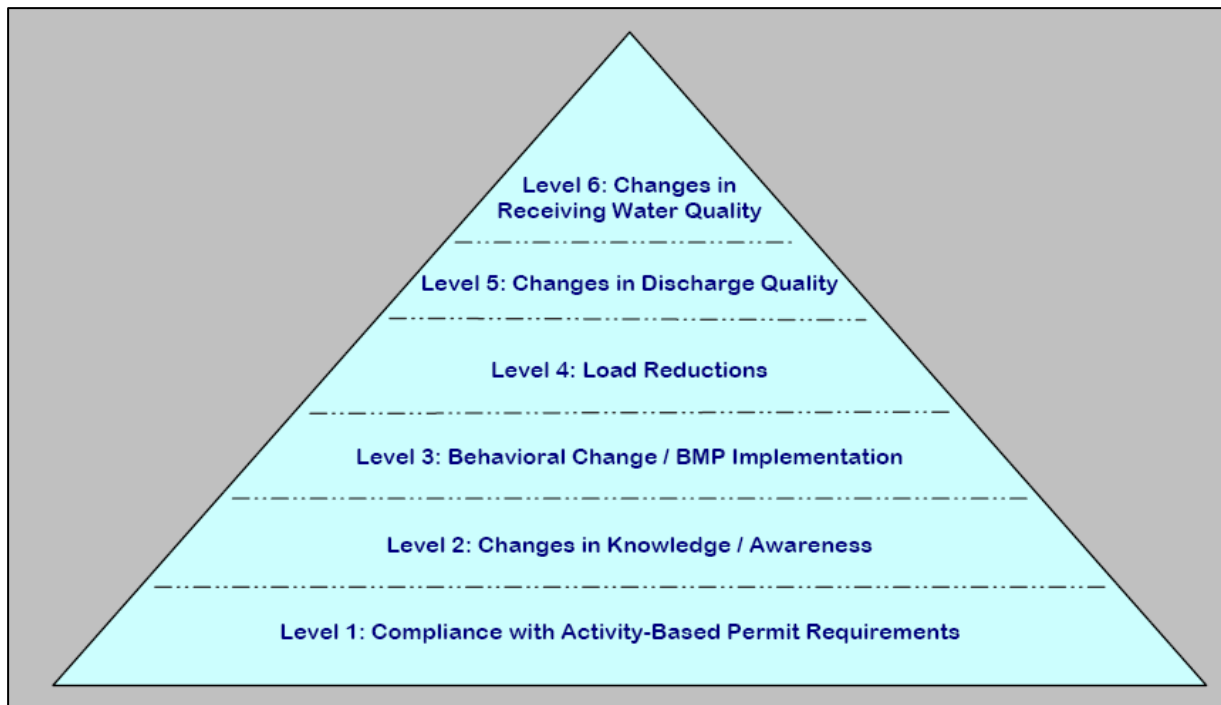 Level 6: Changes in
Receiving Water Quality
Level 5: Changes in Discharge Quality
Level 4: Load Reductions
Level 3: Behavioral Change / BMP Implementation
Level 2: Changes in Knowledge / Awareness
Level 1: Compliance with Activity-Based Permit Requirements